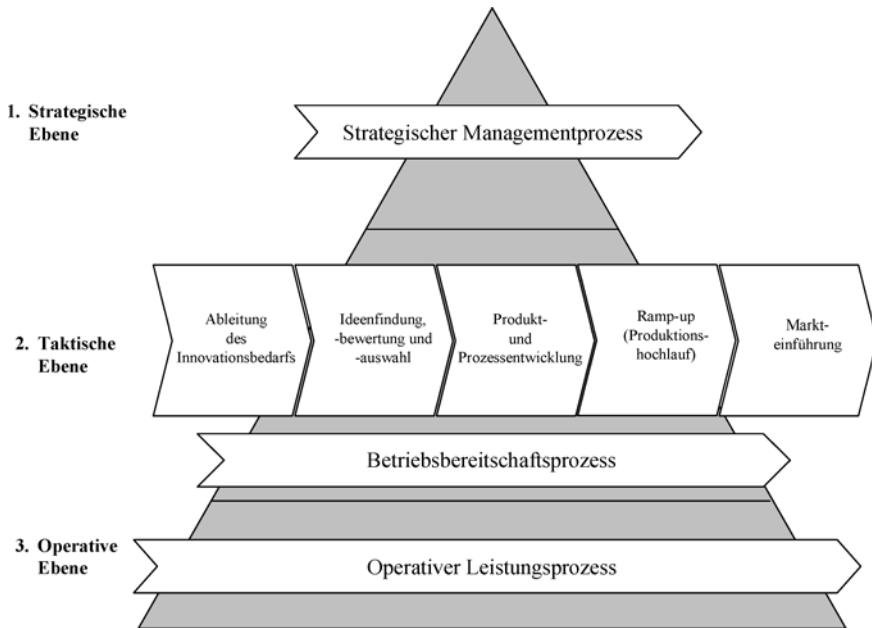 1. Strategische
Ebene
Strategischer Managementprozess
2. Taktische
Ebene
Ableitung
des
Innovationsbedarfs
Ideenfindung,
-bewertung und
-auswahl
Produkt-
und
Prozessentwicklung
Ramp-up
(Produktions-
hochlauf)
Markt-
einführung
Betriebsbereitschaftsprozess
3. Operative
Ebene
Operativer Leistungsprozess